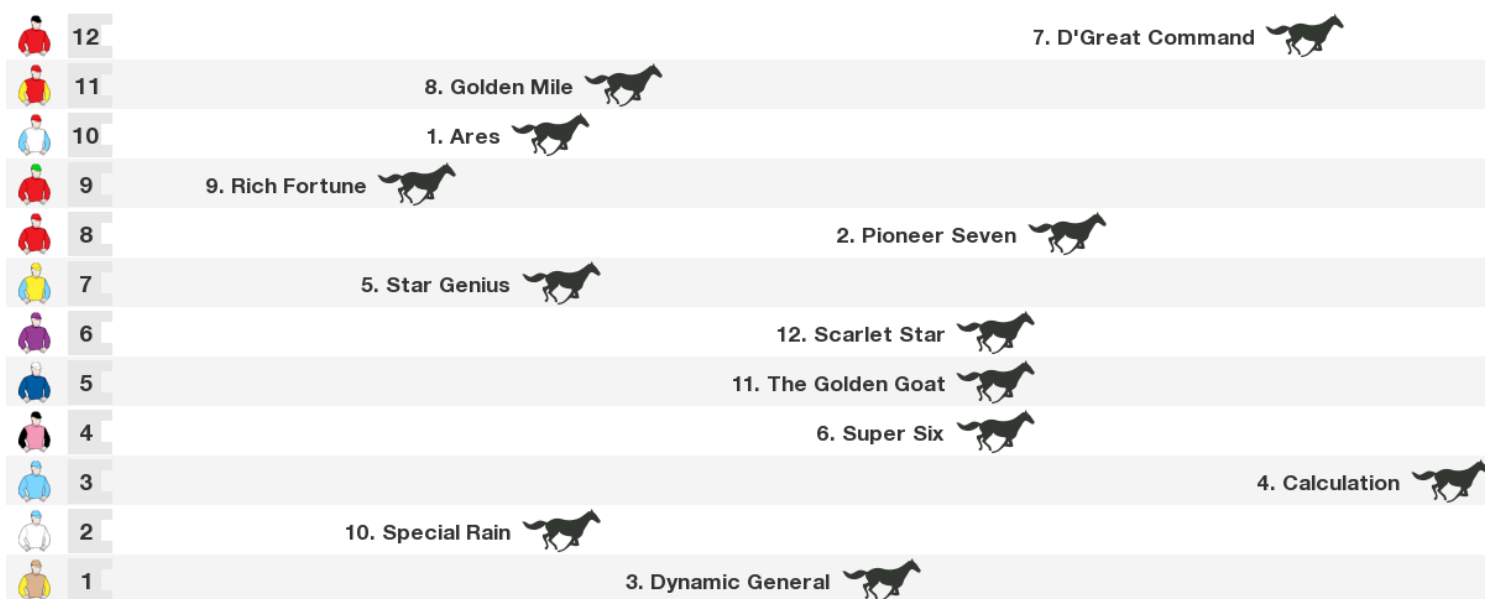 12 7. D'Great Command
11 8. Golden Mile
10 1. Ares
9 9. Rich Fortune
8 2. Pioneer Seven
7 5. Star Genius
6 12. Scarlet Star
5 11. The Golden Goat
4 6. Super Six
3 4. Calculation
2 10. Special Rain
1 3. Dynamic General